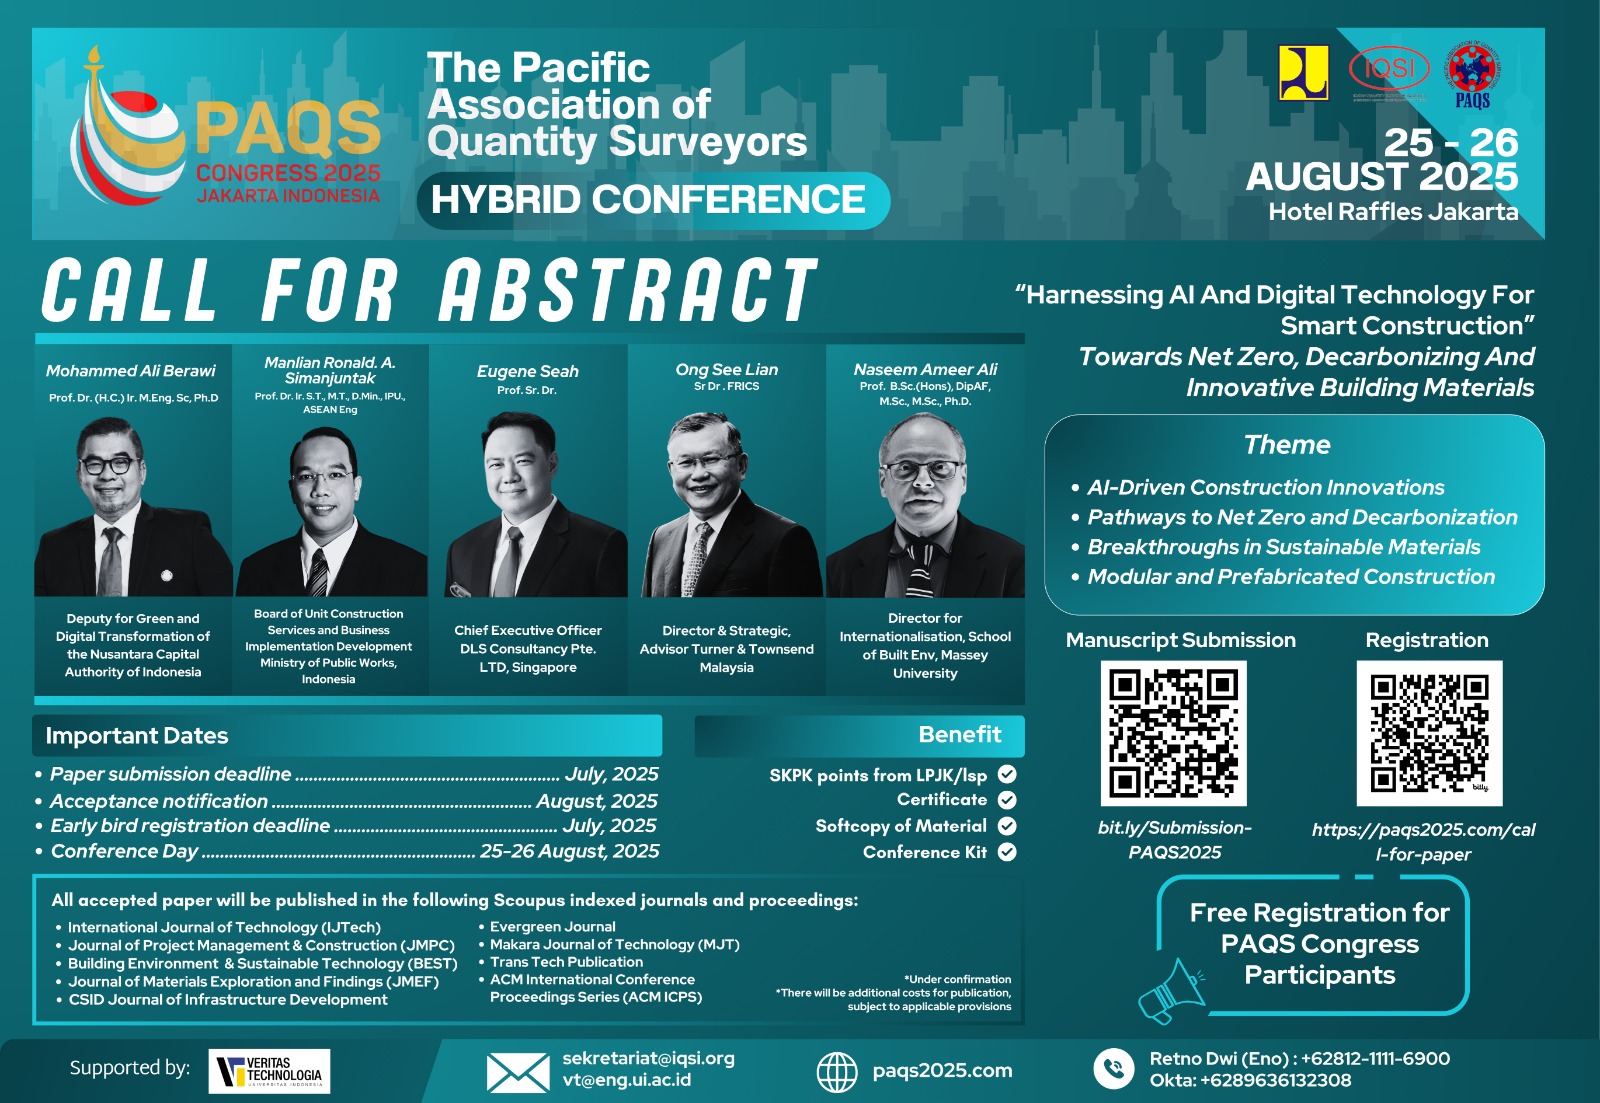 PAQS
CONGRESS 2025
JAKARTA INDONESIA
The Pacific
Association of
Quantity Surveyors
HYBRID CONFERENCE
IQSI
PAQS
25 - 26
AUGUST 2025
Hotel Raffles Jakarta
CALL FOR ABSTRACT
“Harnessing AI And Digital Technology For
Smart Construction”
Towards Net Zero, Decarbonizing And
Innovative Building Materials
Mohammed Ali Berawi
Prof. Dr. (H.C.) Ir. M.Eng. Sc, Ph.D
Deputy for Green and
Digital Transformation of
the Nusantara Capital
Authority of Indonesia
Manlian Ronald. A.
Simanjuntak
Prof. Dr. Ir. S.T., M.T., D.Min., IPU.,
ASEAN Eng
Board of Unit Construction
Services and Business
Implementation Development
Ministry of Public Works,
Indonesia
Eugene Seah
Prof. Sr. Dr.
Chief Executive Officer
DLS Consultancy Pte.
LTD, Singapore
Ong See Lian
Sr Dr . FRICS
Director & Strategic,
Advisor Turner & Townsend
Malaysia
Naseem Ameer Ali
Prof. B.Sc.(Hons), DipAF,
M.Sc., M.Sc., Ph.D.
Director for
Internationalisation, School
of Built Env, Massey
University
Theme
• AI-Driven Construction Innovations
• Pathways to Net Zero and Decarbonization
• Breakthroughs in Sustainable Materials
• Modular and Prefabricated Construction
Manuscript Submission
bit.ly/Submission-
PAQS2025
Registration
bitly
https://paqs2025.com/cal
l-for-paper
Important Dates
• Paper submission deadline ................................................. July, 2025
• Acceptance notification ................................................ August, 2025
• Early bird registration deadline .......................................... July, 2025
• Conference Day ................................................... 25-26 August, 2025
Benefit
SKPK points from LPJK/lsp
Certificate
Softcopy of Material
Conference Kit
All accepted paper will be published in the following Scoupus indexed journals and proceedings:
• International Journal of Technology (IJTech)
• Journal of Project Management & Construction (JMPC)
• Building Environment & Sustainable Technology (BEST)
• Journal of Materials Exploration and Findings (JMEF)
• CSID Journal of Infrastructure Development
• Evergreen Journal
• Makara Journal of Technology (MJT)
• Trans Tech Publication
• ACM International Conference
Proceedings Series (ACM ICPS)
*Under confirmation
*There will be additional costs for publication,
subject to applicable provisions
Free Registration for
PAQS Congress
Participants
Supported by:
VERITAS
TECHNOLOGIA
UNIVERSITAS INDONESIA
sekretariat@iqsi.org
vt@eng.ui.ac.id
paqs2025.com
Retno Dwi (Eno) : +62812-1111-6900
Okta: +6289636132308